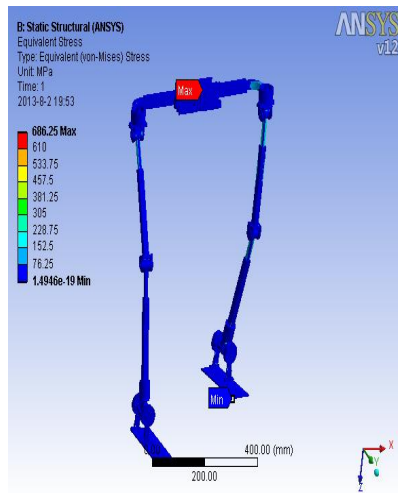 B: Static Structural (ANSYS)
Equivalent Stress
Type: Equivalent (von-Mises) Stress
Unit: MPa
Time: 1
2013-8-2 19:53
686.25 Max
610
533.75
457.5
381.25
305
228.75
152.5
76.25
1.4946e-19 Min
ANSYS
v12
Max
Min
400.00 (mm)
200.00
X
Y
Z